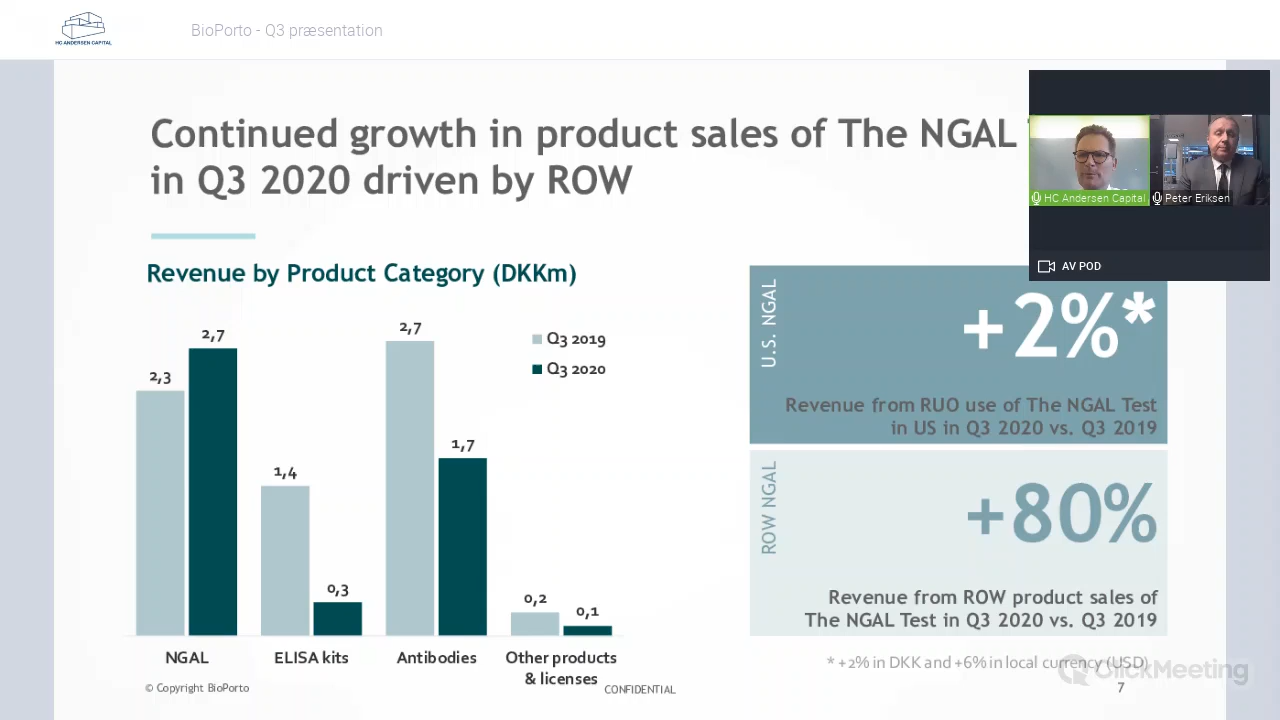 HC ANDERSEN CAPITAL
BioPorto - Q3 præsentation
Continued growth in product sales of The NGAL
in Q3 2020 driven by ROW
HC Andersen Capital
Peter Eriksen
AV POD
Revenue by Product Category (DKKm)
Q3 2019
Q3 2020
2,3
2,7
1,4
0,3
2,7
1,7
0,2
0,1
NGAL
ELISA kits
Antibodies
Other products
& licenses
U.S. NGAL
+2%*
Revenue from RUO use of The NGAL Test
in US in Q3 2020 vs. Q3 2019
ROW NGAL
+80%
Revenue from ROW product sales of
The NGAL Test in Q3 2020 vs. Q3 2019
* +2% in DKK and +6% in local currency (USD)
ClickMeeting
© Copyright BioPorto
CONFIDENTIAL
7